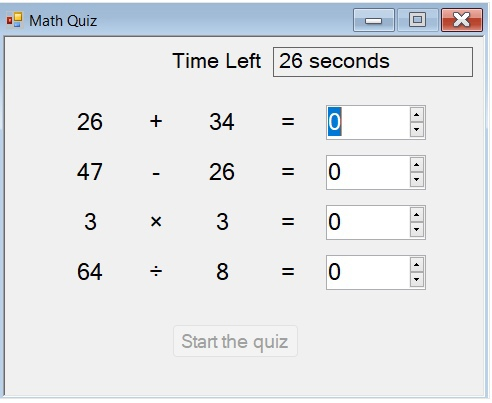 Math Quiz
Time Left 26 seconds
26 + 34 = 0
47 - 26 = 0
3 × 3 = 0
64 ÷ 8 = 0
Start the quiz